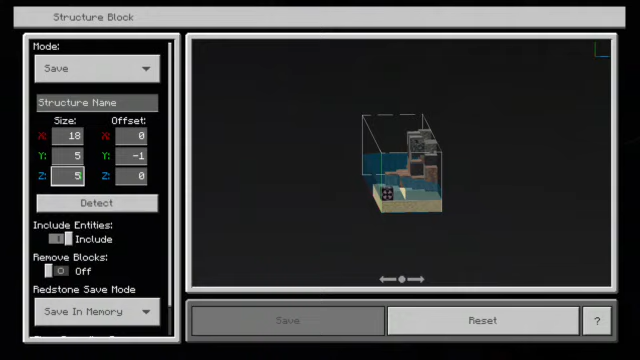 Structure Block
Mode:
Save
Structure Name
Size: Offset:
X: 18 X: 0
Y: 5 Y: -1
Z: 5 Z: 0
Detect
Include Entities:
Include
Remove Blocks:
Off
Redstone Save Mode
Save In Memory
Save Reset ?